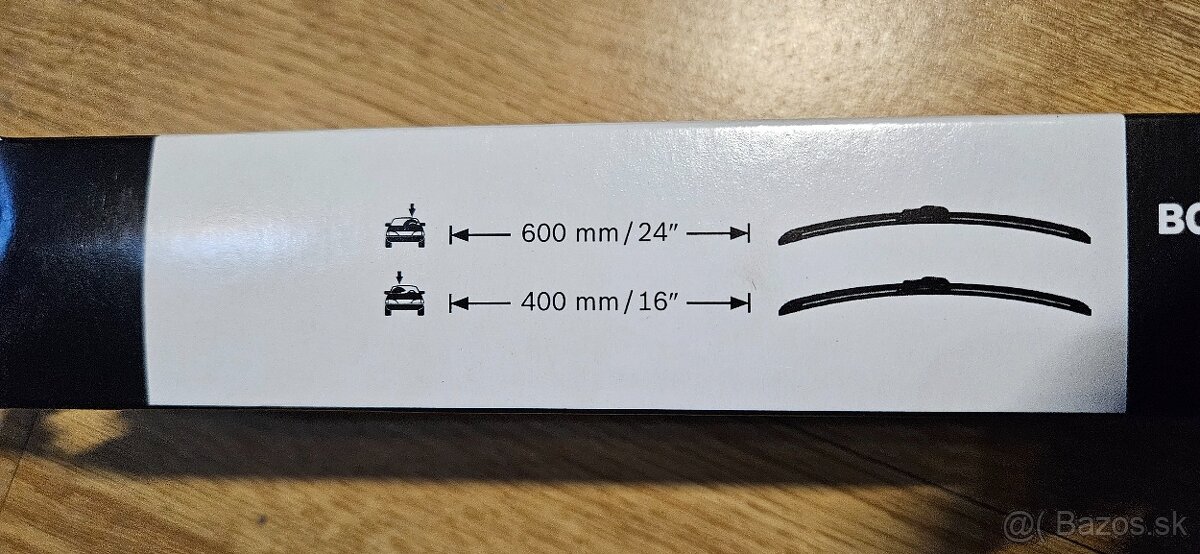 600 mm/24″
BO
400 mm/16″
@( Bazos.sk